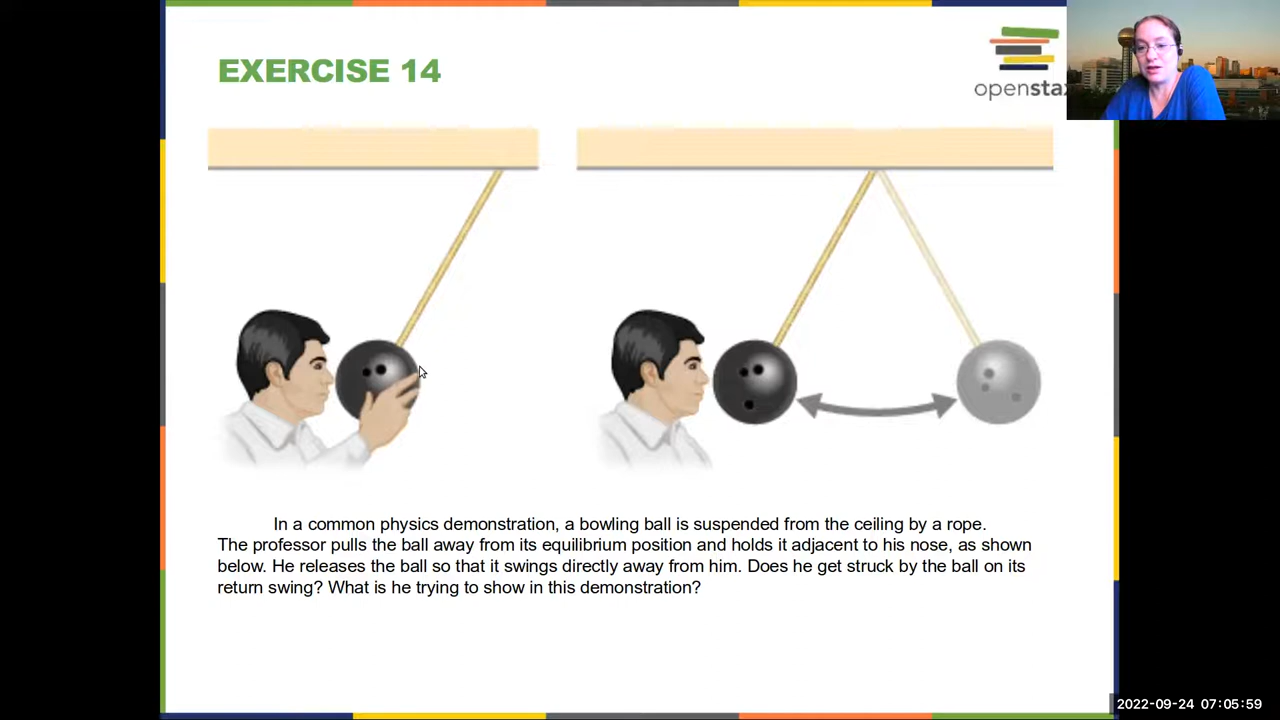 EXERCISE 14
openstax
In a common physics demonstration, a bowling ball is suspended from the ceiling by a rope.
The professor pulls the ball away from its equilibrium position and holds it adjacent to his nose, as shown
below. He releases the ball so that it swings directly away from him. Does he get struck by the ball on its
return swing? What is he trying to show in this demonstration?
2022-09-24 07:05:59